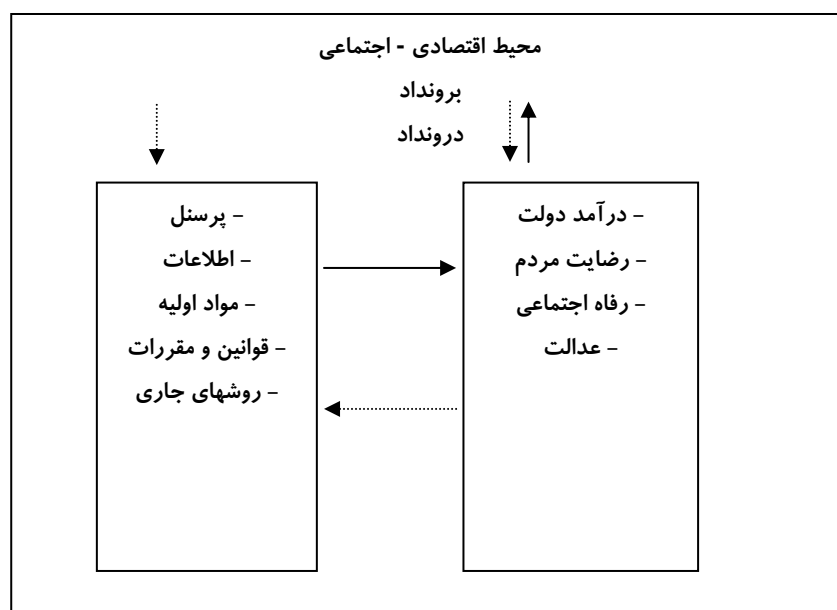 محیط اقتصادی - اجتماعی
برونداد
درونداد
– درآمد دولت
– رضایت مردم
– رفاه اجتماعی
– عدالت
– پرسنل
– اطلاعات
– مواد اولیه
– قوانین و مقررات
– روشهای جاری